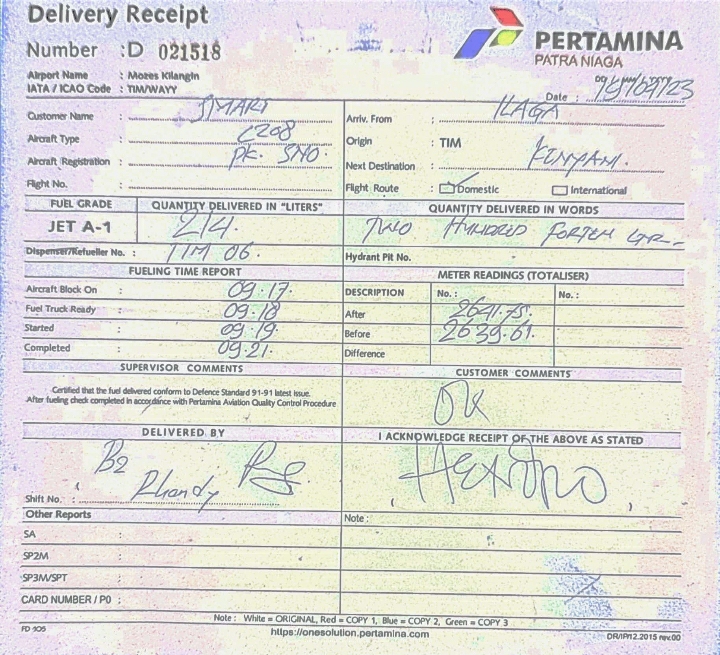 Delivery Receipt
Number : D 021518
PERTAMINA
PATRA NIAGA
Airport Name : Mozes Kilangin
IATA / ICAO Code : TIM/WAYY
Date : /09/23
Customer Name : SMART
Arriv. From : ILAGA
Aircraft Type : C208
Origin : TIM
Aircraft Registration : PK. SNO.
Next Destination : KENYAM.
Flight No. :
Flight Route : Domestic International
FUEL GRADE QUANTITY DELIVERED IN "LITERS" QUANTITY DELIVERED IN WORDS
JET A-1 214. TWO HUNDRED FORTEN LTR-
Dispenser/Refueller No. : TIM 06.
Hydrant Pit No.
FUELING TIME REPORT METER READINGS (TOTALISER)
Aircraft Block On : 09.17.
DESCRIPTION No. : No. :
Fuel Truck Ready : 09.18
After 2641.75.
Started : 09.19
Before 2639.61.
Completed : 09.21.
Difference
SUPERVISOR COMMENTS CUSTOMER COMMENTS
Certified that the fuel delivered conform to Defence Standard 91-91 latest issue.
After fueling check completed in accordance with Pertamina Aviation Quality Control Procedure
OK
DELIVERED BY I ACKNOWLEDGE RECEIPT OF THE ABOVE AS STATED
B2
Rhandy
HENDRO
Shift No. :
Other Reports Note :
SA :
SP2M :
SP3M/SPT :
CARD NUMBER / PO :
Note : White = ORIGINAL, Red = COPY 1, Blue = COPY 2, Green = COPY 3
FD 105 https://onesolution.pertamina.com DR/IP/12.2015 rev.00